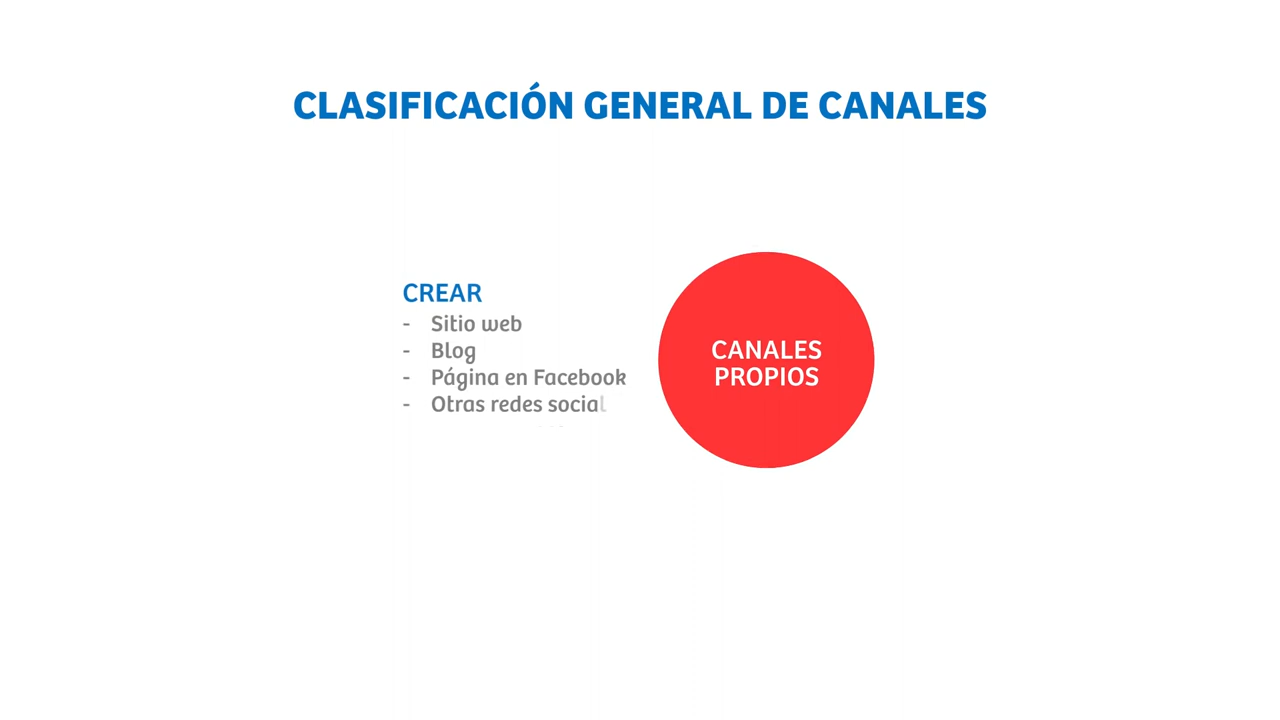 CLASIFICACIÓN GENERAL DE CANALES
CREAR
- Sitio web
- Blog
- Página en Facebook
- Otras redes social
CANALES
PROPIOS